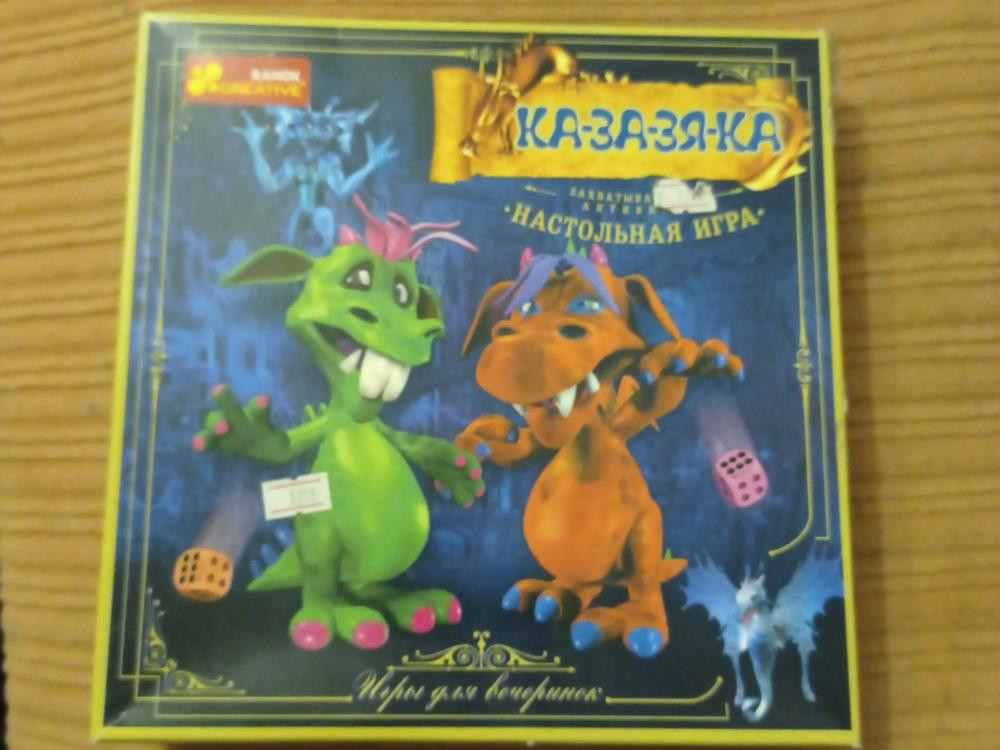 RANOK
CREATIVE
КА-ЗА-ЗЯ-КА
НАСТОЛЬНАЯ ИГРА
Игры для вечеринок